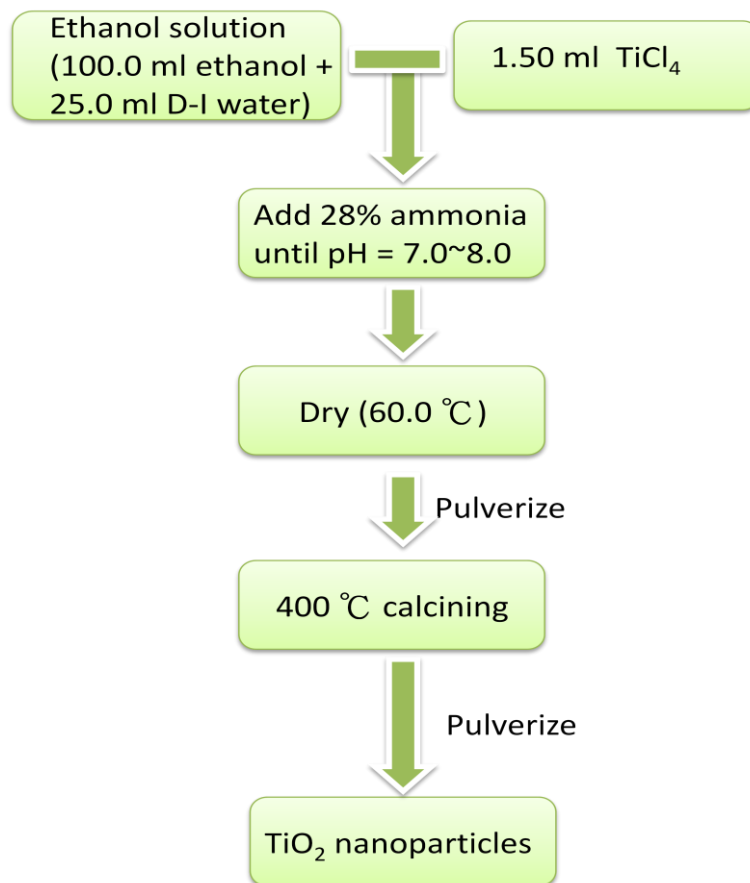 Ethanol solution
(100.0 ml ethanol +
25.0 ml D-I water)
1.50 ml TiCl₄
Add 28% ammonia
until pH = 7.0~8.0
Dry (60.0 ℃)
Pulverize
400 ℃ calcining
Pulverize
TiO₂ nanoparticles